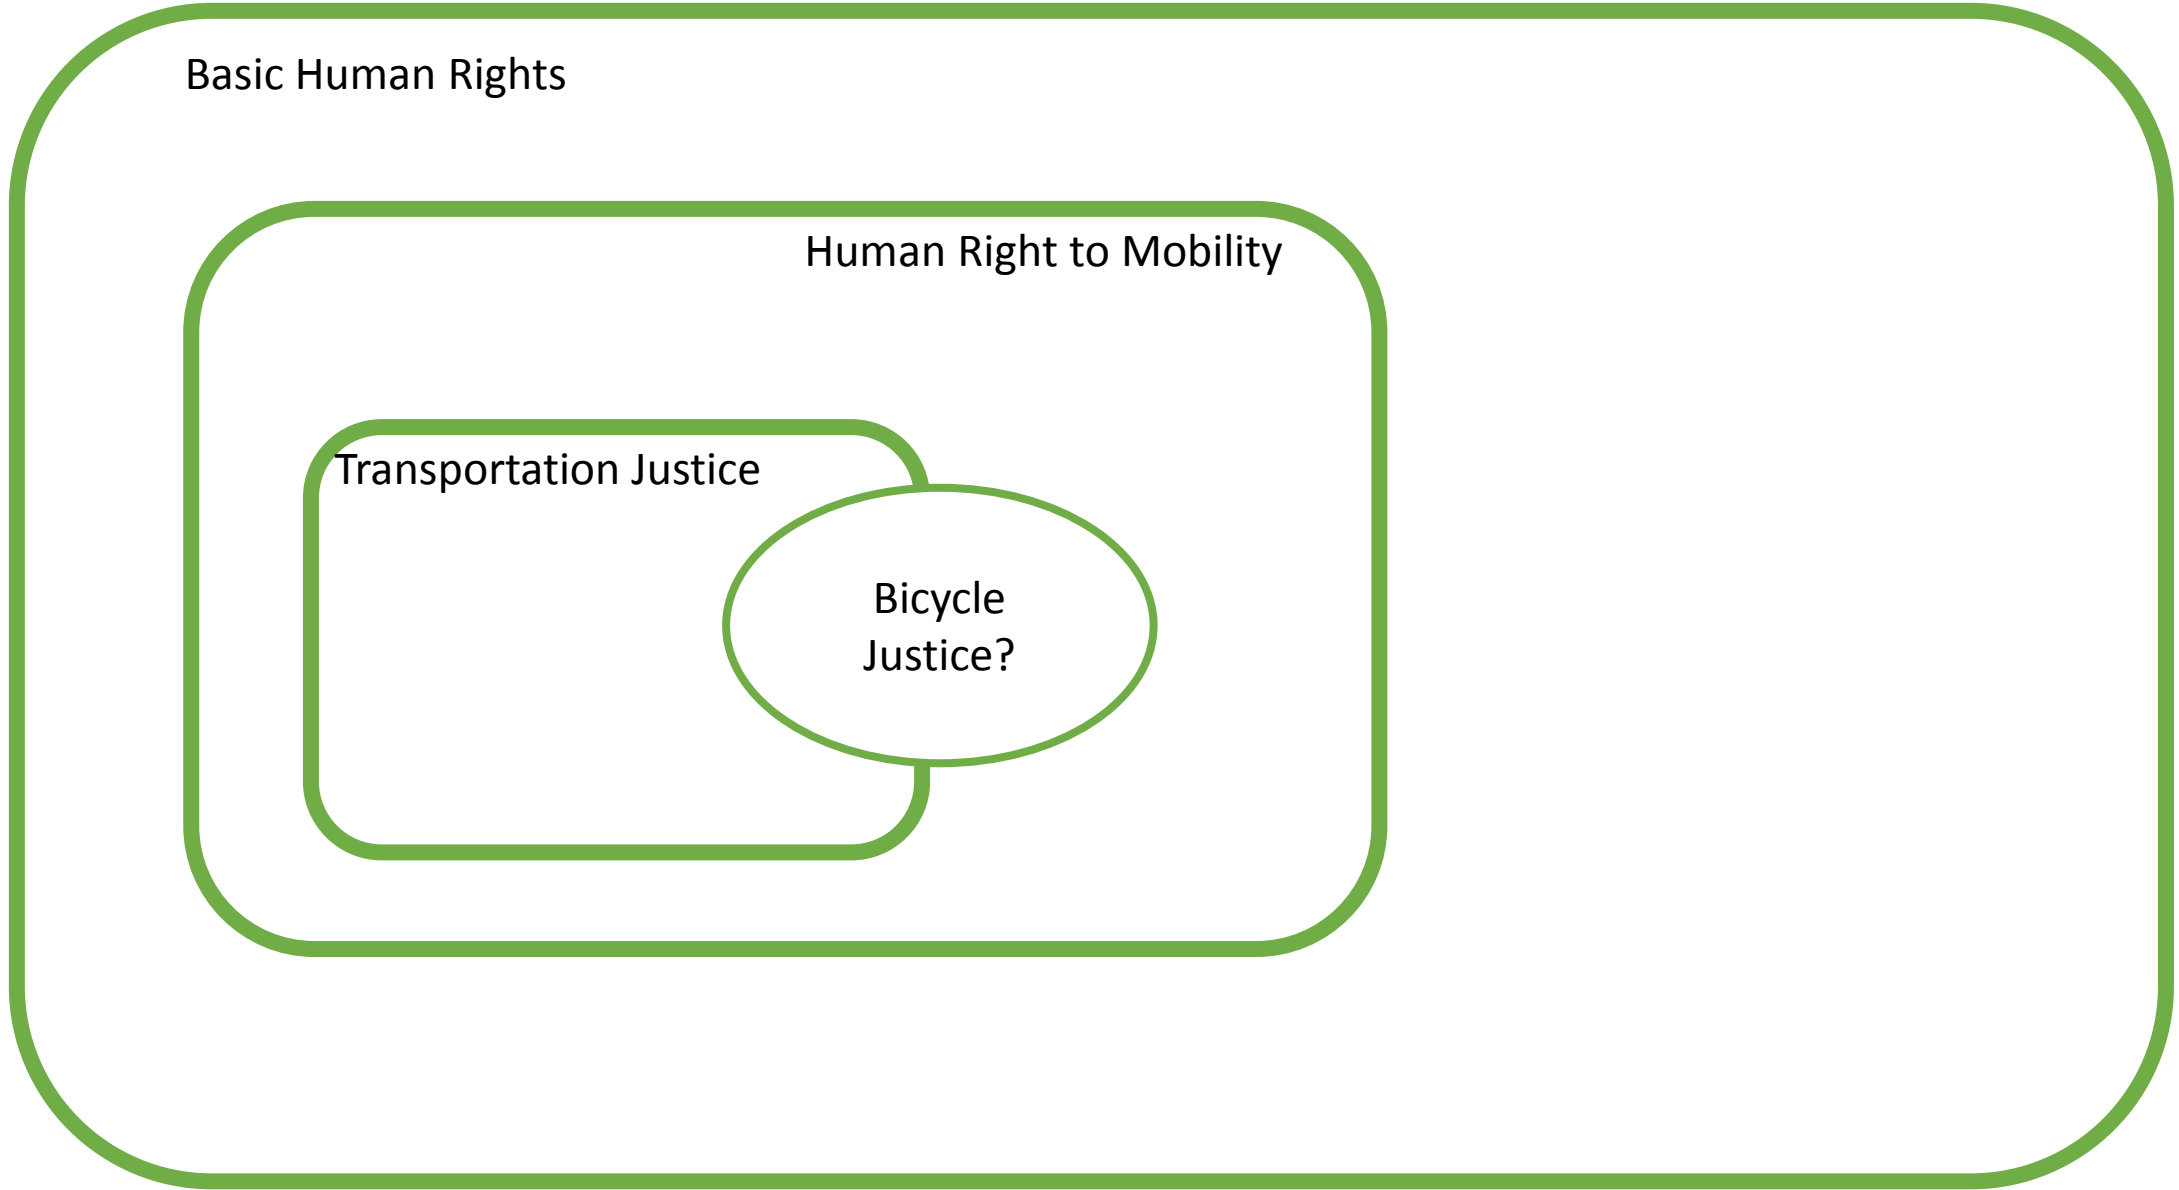 Basic Human Rights
Human Right to Mobility
Transportation Justice
Bicycle
Justice?